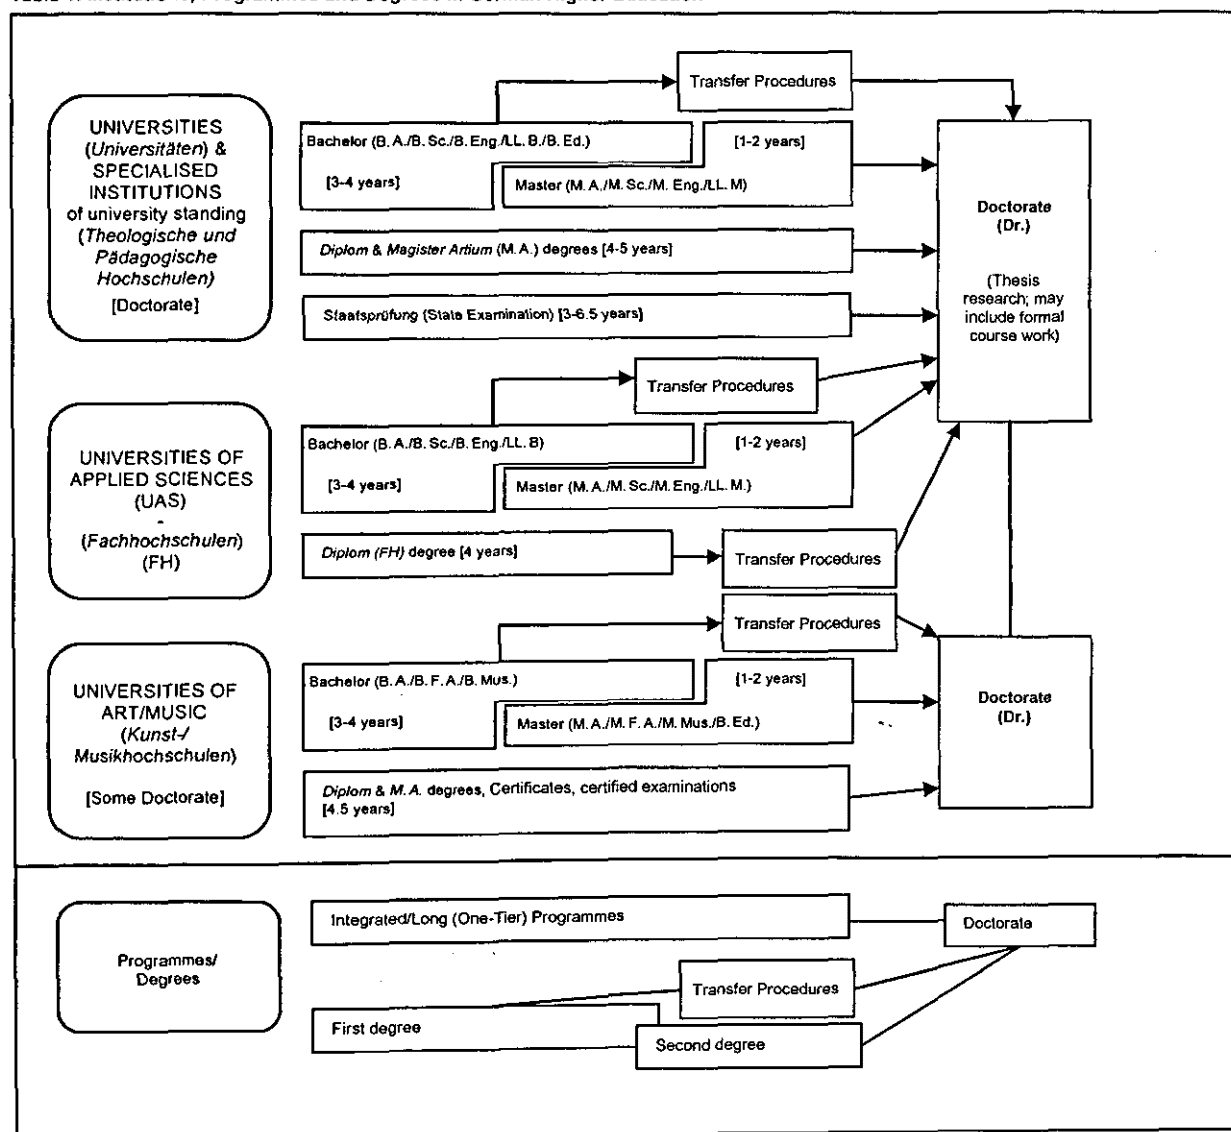 Transfer Procedures
UNIVERSITIES
(Universitäten) &
SPECIALISED
INSTITUTIONS
of university standing
(Theologische und
Pädagogische
Hochschulen)
[Doctorate]
Bachelor (B. A./B. Sc./B. Eng./LL. B./B. Ed.)
[1-2 years]
[3-4 years]
Master (M. A./M. Sc./M. Eng./LL. M)
Diplom & Magister Artium (M. A.) degrees [4-5 years]
Staatsprüfung (State Examination) [3-6.5 years]
Doctorate
(Dr.)
(Thesis
research; may
include formal
course work)
Transfer Procedures
UNIVERSITIES OF
APPLIED SCIENCES
(UAS)
-
(Fachhochschulen)
(FH)
Bachelor (B. A./B. Sc./B. Eng./LL. B)
[1-2 years]
[3-4 years]
Master (M. A./M. Sc./M. Eng./LL. M.)
Diplom (FH) degree [4 years]
Transfer Procedures
Transfer Procedures
UNIVERSITIES OF
ART/MUSIC
(Kunst-/
Musikhochschulen)
[Some Doctorate]
Bachelor (B. A./B. F. A./B. Mus.)
[1-2 years]
[3-4 years]
Master (M. A./M. F. A./M. Mus./B. Ed.)
Diplom & M. A. degrees, Certificates, certified examinations
[4.5 years]
Doctorate
(Dr.)
Programmes/
Degrees
Integrated/Long (One-Tier) Programmes
Doctorate
Transfer Procedures
First degree
Second degree